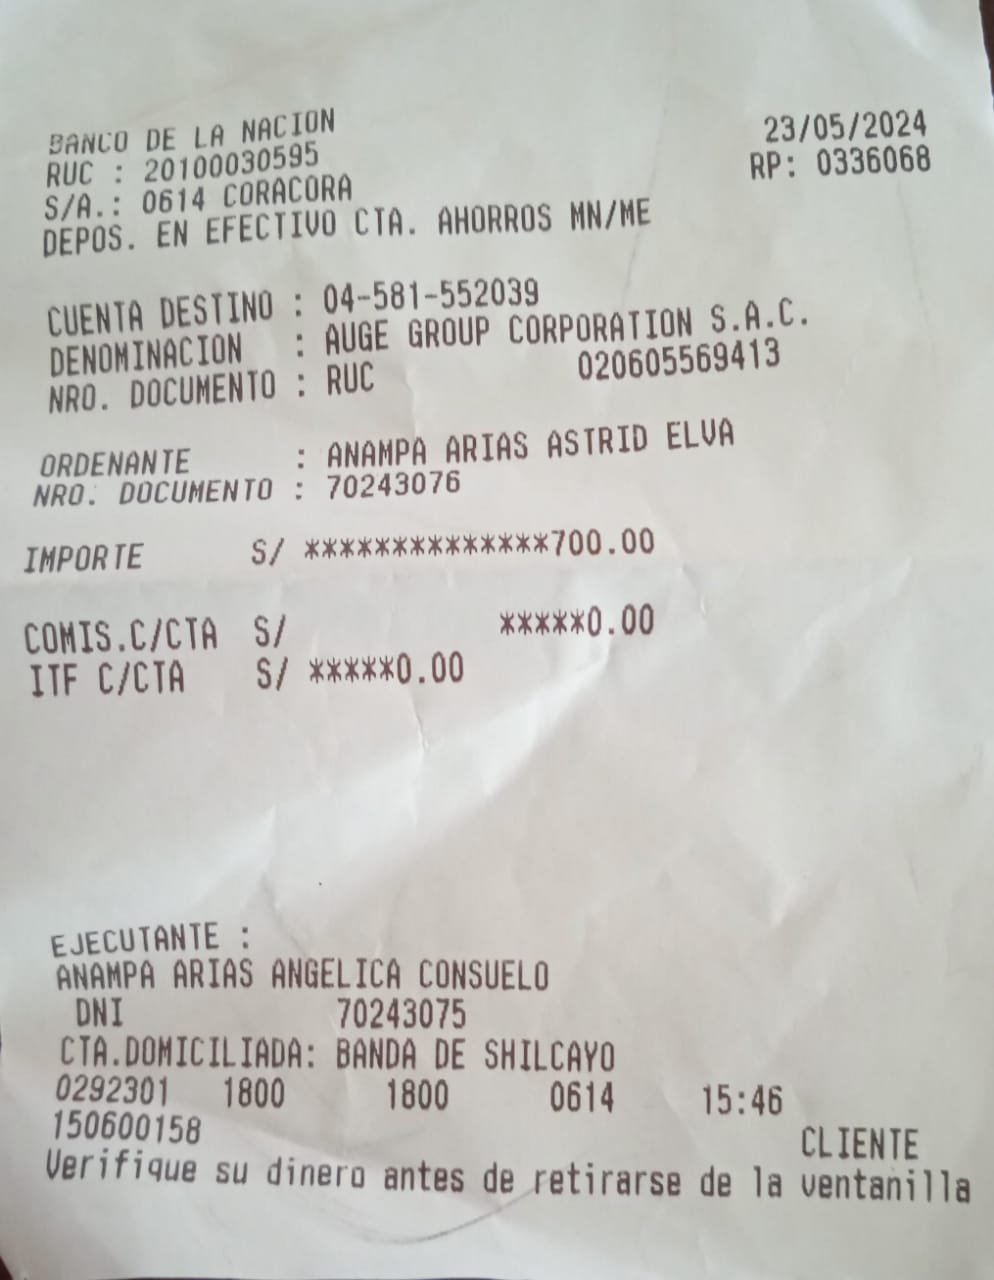 BANCO DE LA NACION 23/05/2024
RUC : 20100030595 RP: 0336068
S/A.: 0614 CORACORA
DEPOS. EN EFECTIVO CTA. AHORROS MN/ME
CUENTA DESTINO : 04-581-552039
DENOMINACION : AUGE GROUP CORPORATION S.A.C.
NRO. DOCUMENTO : RUC 020605569413
ORDENANTE : ANAMPA ARIAS ASTRID ELVA
NRO. DOCUMENTO : 70243076
IMPORTE S/ **************700.00
COMIS.C/CTA S/ *****0.00
ITF C/CTA S/ *****0.00
EJECUTANTE :
ANAMPA ARIAS ANGELICA CONSUELO
DNI 70243075
CTA.DOMICILIADA: BANDA DE SHILCAYO
0292301 1800 1800 0614 15:46
150600158
CLIENTE
Verifique su dinero antes de retirarse de la ventanilla